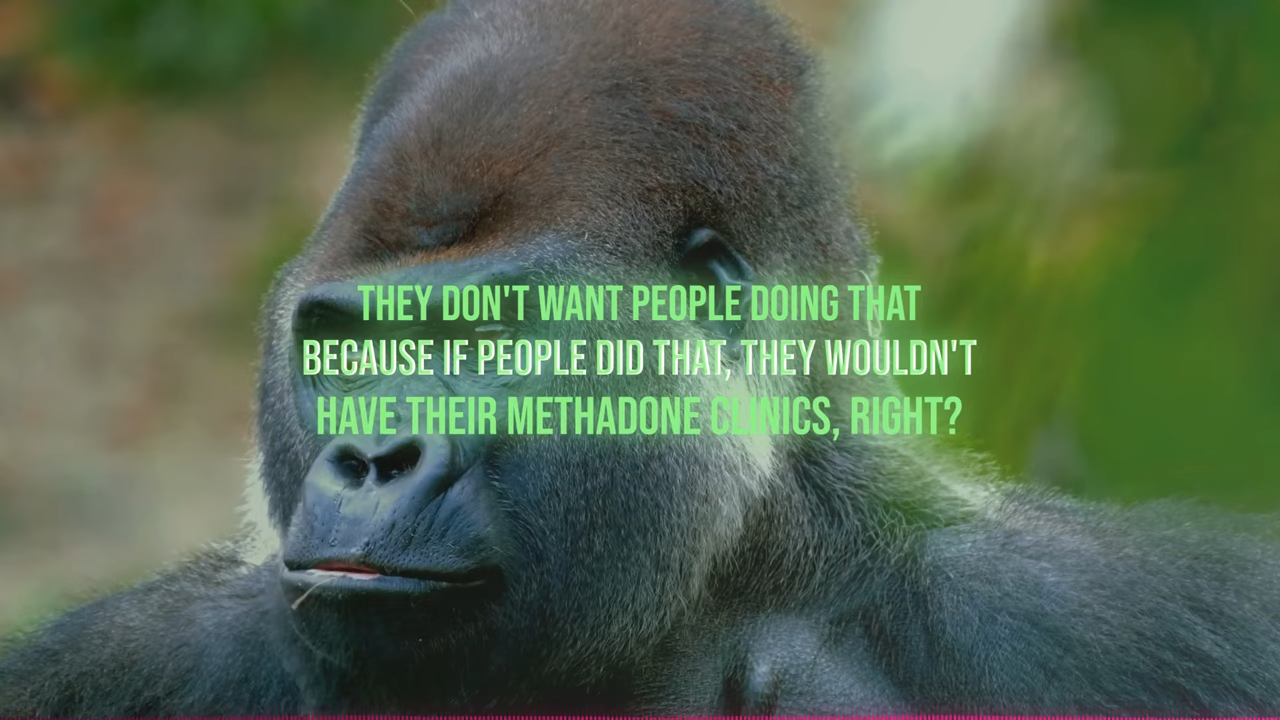 THEY DON'T WANT PEOPLE DOING THAT
BECAUSE IF PEOPLE DID THAT, THEY WOULDN'T
HAVE THEIR METHADONE CLINICS, RIGHT?